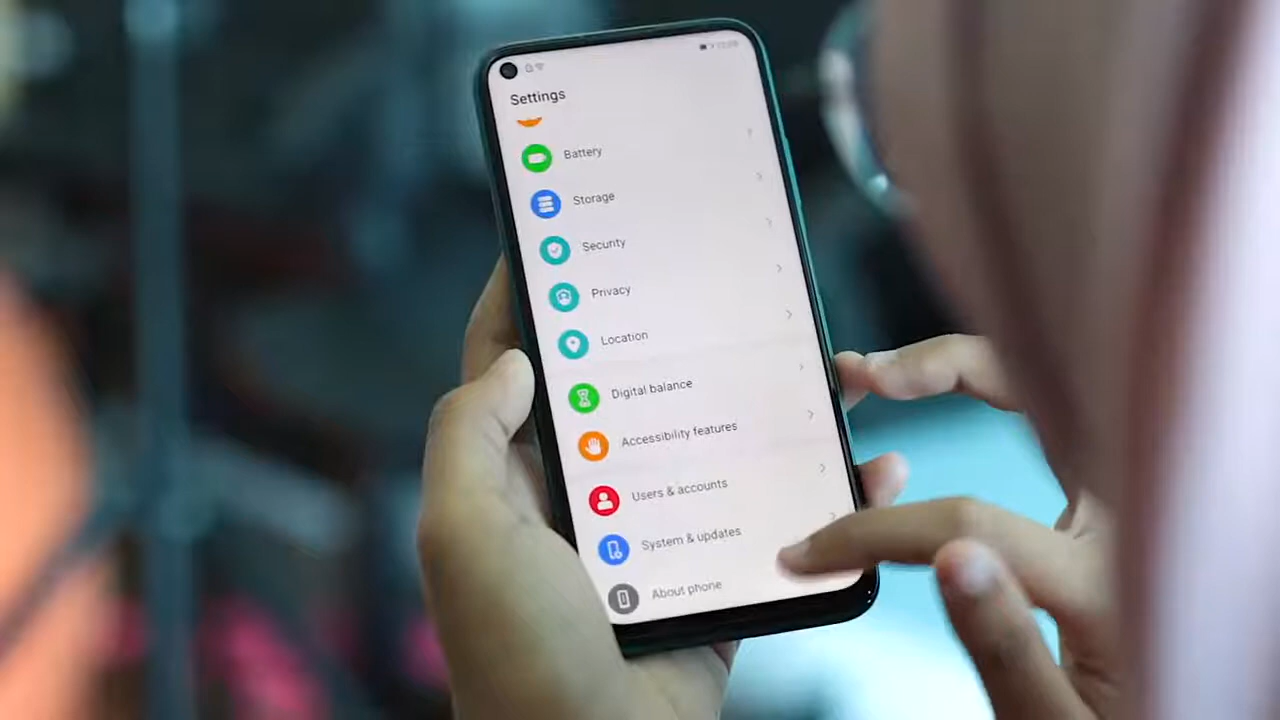 Settings
Battery
Storage
Security
Privacy
Location
Digital balance
Accessibility features
Users & accounts
System & updates
About phone